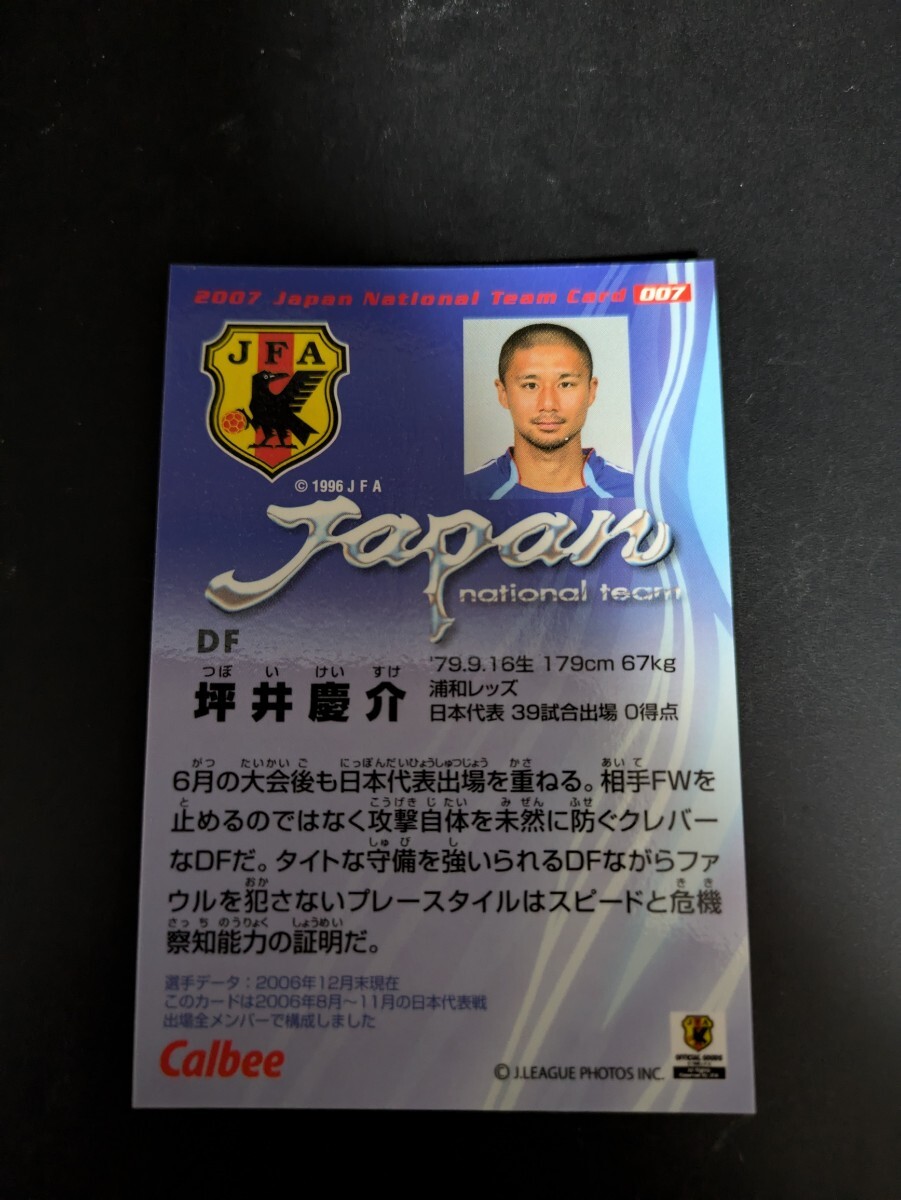 2007 Japan National Team Card 007
JFA
© 1996 J F A
Japan
national team
DF
つぼ い けい すけ
坪井慶介
'79.9.16生 179cm 67kg
浦和レッズ
日本代表 39試合出場 0得点
がつ たいかい ご にっぽんだいひょうしゅつじょう かさ あい て
6月の大会後も日本代表出場を重ねる。相手FWを
と こうげき じ たい み ぜん ふせ
止めるのではなく攻撃自体を未然に防ぐクレバー
しゅ び し
なDFだ。タイトな守備を強いられるDFながらファ
おか き き
ウルを犯さないプレースタイルはスピードと危機
さっ ち のうりょく しょうめい
察知能力の証明だ。
選手データ：2006年12月末現在
このカードは2006年8月～11月の日本代表戦
出場全メンバーで構成しました
Calbee
© J.LEAGUE PHOTOS INC.
OFFICIAL GOODS